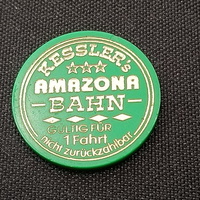 KESSLER's
AMAZONA
BAHN
GÜLTIG FÜR
1 Fahrt
nicht zurückzahlbar